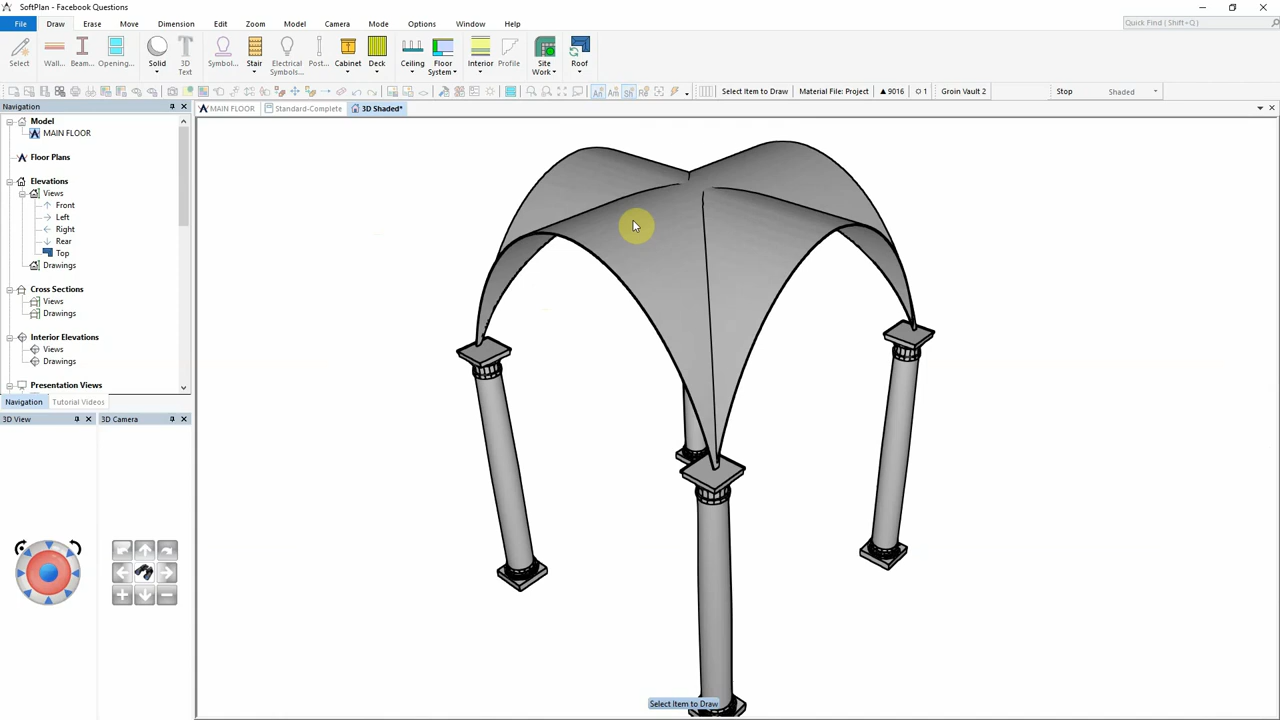 SoftPlan - Facebook Questions
File Draw Erase Move Dimension Edit Zoom Model Camera Mode Options Window Help
Quick Find ( Shift+Q )
Select Wall... Beam... Opening... Solid 3D Text Symbol... Stair Electrical Symbols... Post... Cabinet Deck Ceiling Floor System Interior Profile Site Work Roof
Select Item to Draw Material File: Project 9016 1 Groin Vault 2 Stop Shaded
Navigation
MAIN FLOOR Standard-Complete 3D Shaded*
Model
MAIN FLOOR
Floor Plans
Elevations
Views
Front
Left
Right
Rear
Top
Drawings
Cross Sections
Views
Drawings
Interior Elevations
Views
Drawings
Presentation Views
Navigation Tutorial Videos
3D View 3D Camera
Select Item to Draw